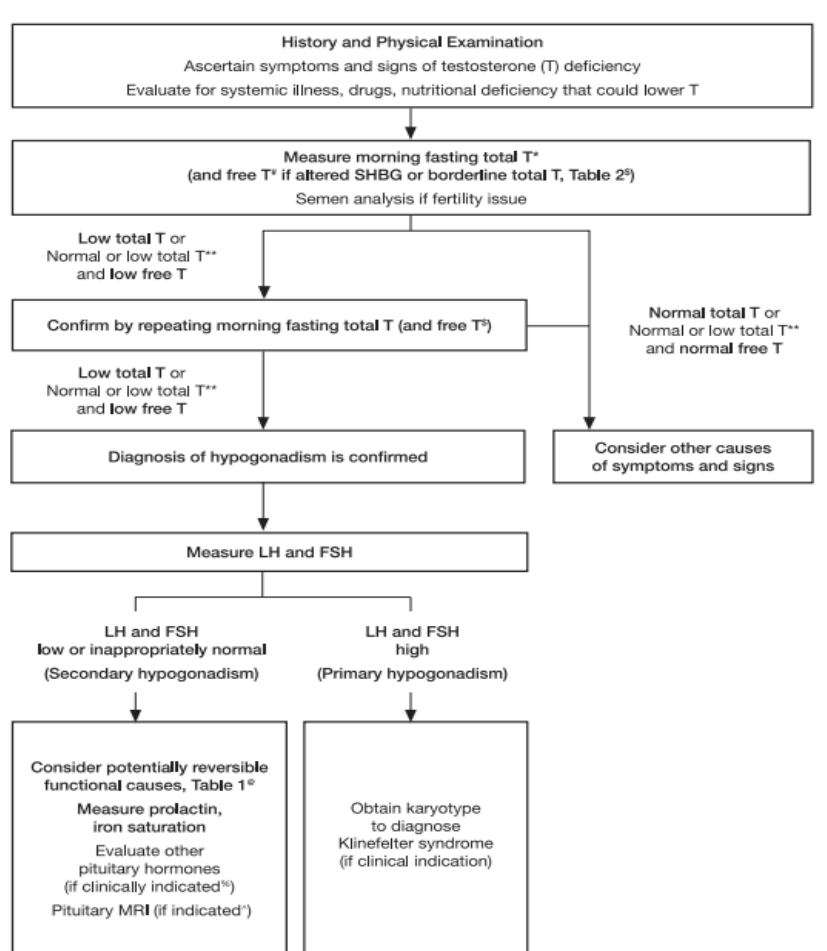 History and Physical Examination
Ascertain symptoms and signs of testosterone (T) deficiency
Evaluate for systemic illness, drugs, nutritional deficiency that could lower T
Measure morning fasting total T*
(and free T¥ if altered SHBG or borderline total T, Table 2$)
Semen analysis if fertility issue
Low total T or
Normal or low total T**
and low free T
Confirm by repeating morning fasting total T (and free T$)
Normal total T or
Normal or low total T**
and normal free T
Low total T or
Normal or low total T**
and low free T
Diagnosis of hypogonadism is confirmed
Consider other causes
of symptoms and signs
Measure LH and FSH
LH and FSH
low or inappropriately normal
(Secondary hypogonadism)
LH and FSH
high
(Primary hypogonadism)
Consider potentially reversible
functional causes, Table 1@
Measure prolactin,
iron saturation
Evaluate other
pituitary hormones
(if clinically indicated%)
Pituitary MRI (if indicated^)
Obtain karyotype
to diagnose
Klinefelter syndrome
(if clinical indication)